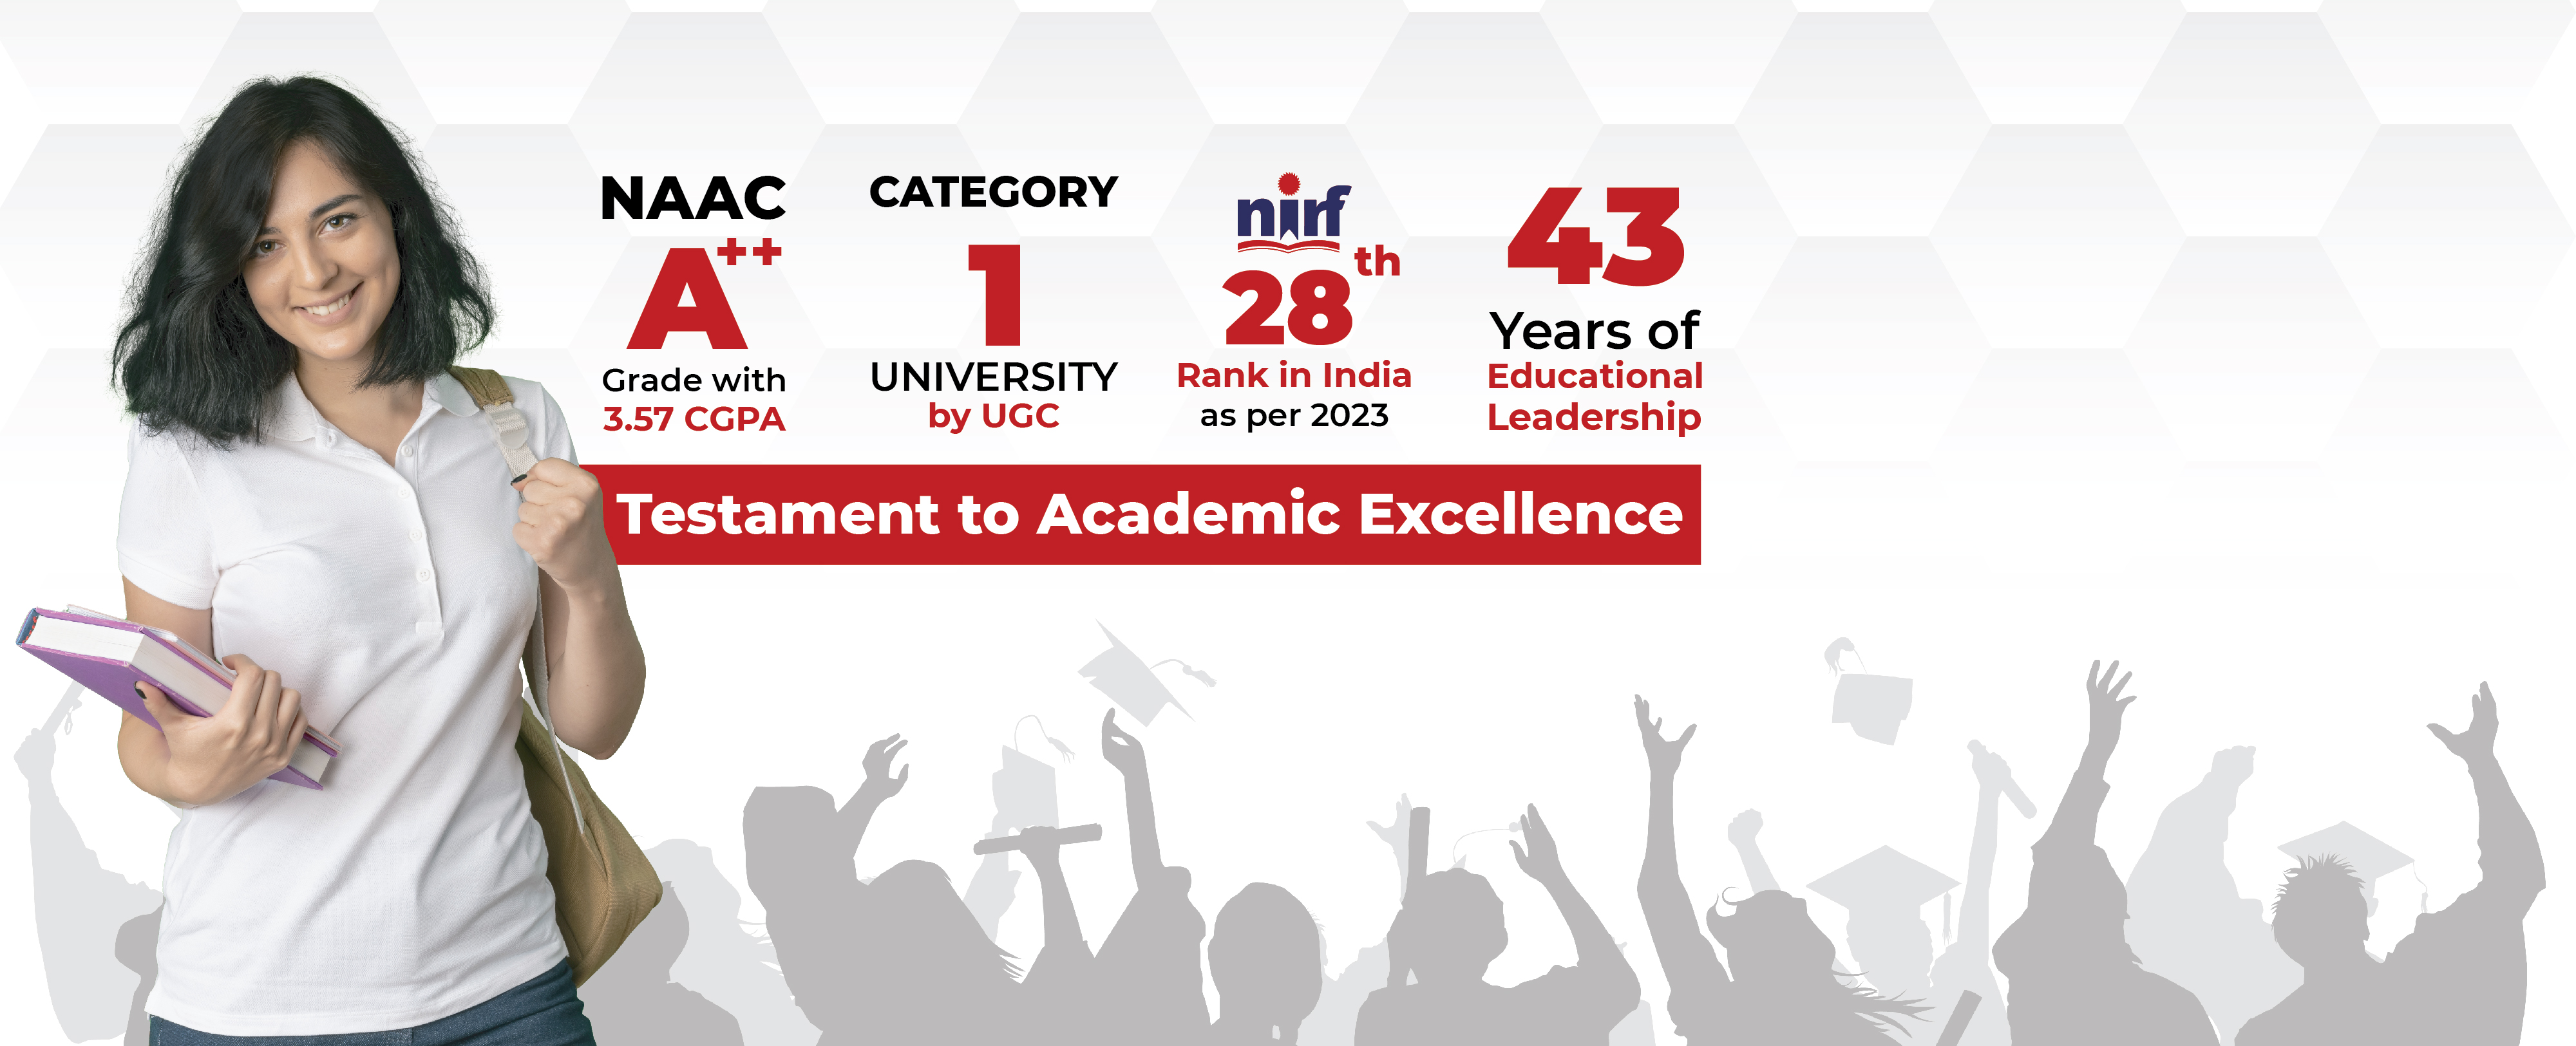 NAAC
A++
Grade with
3.57 CGPA
CATEGORY
1
UNIVERSITY
by UGC
nirf
28th
Rank in India
as per 2023
43
Years of
Educational
Leadership
Testament to Academic Excellence